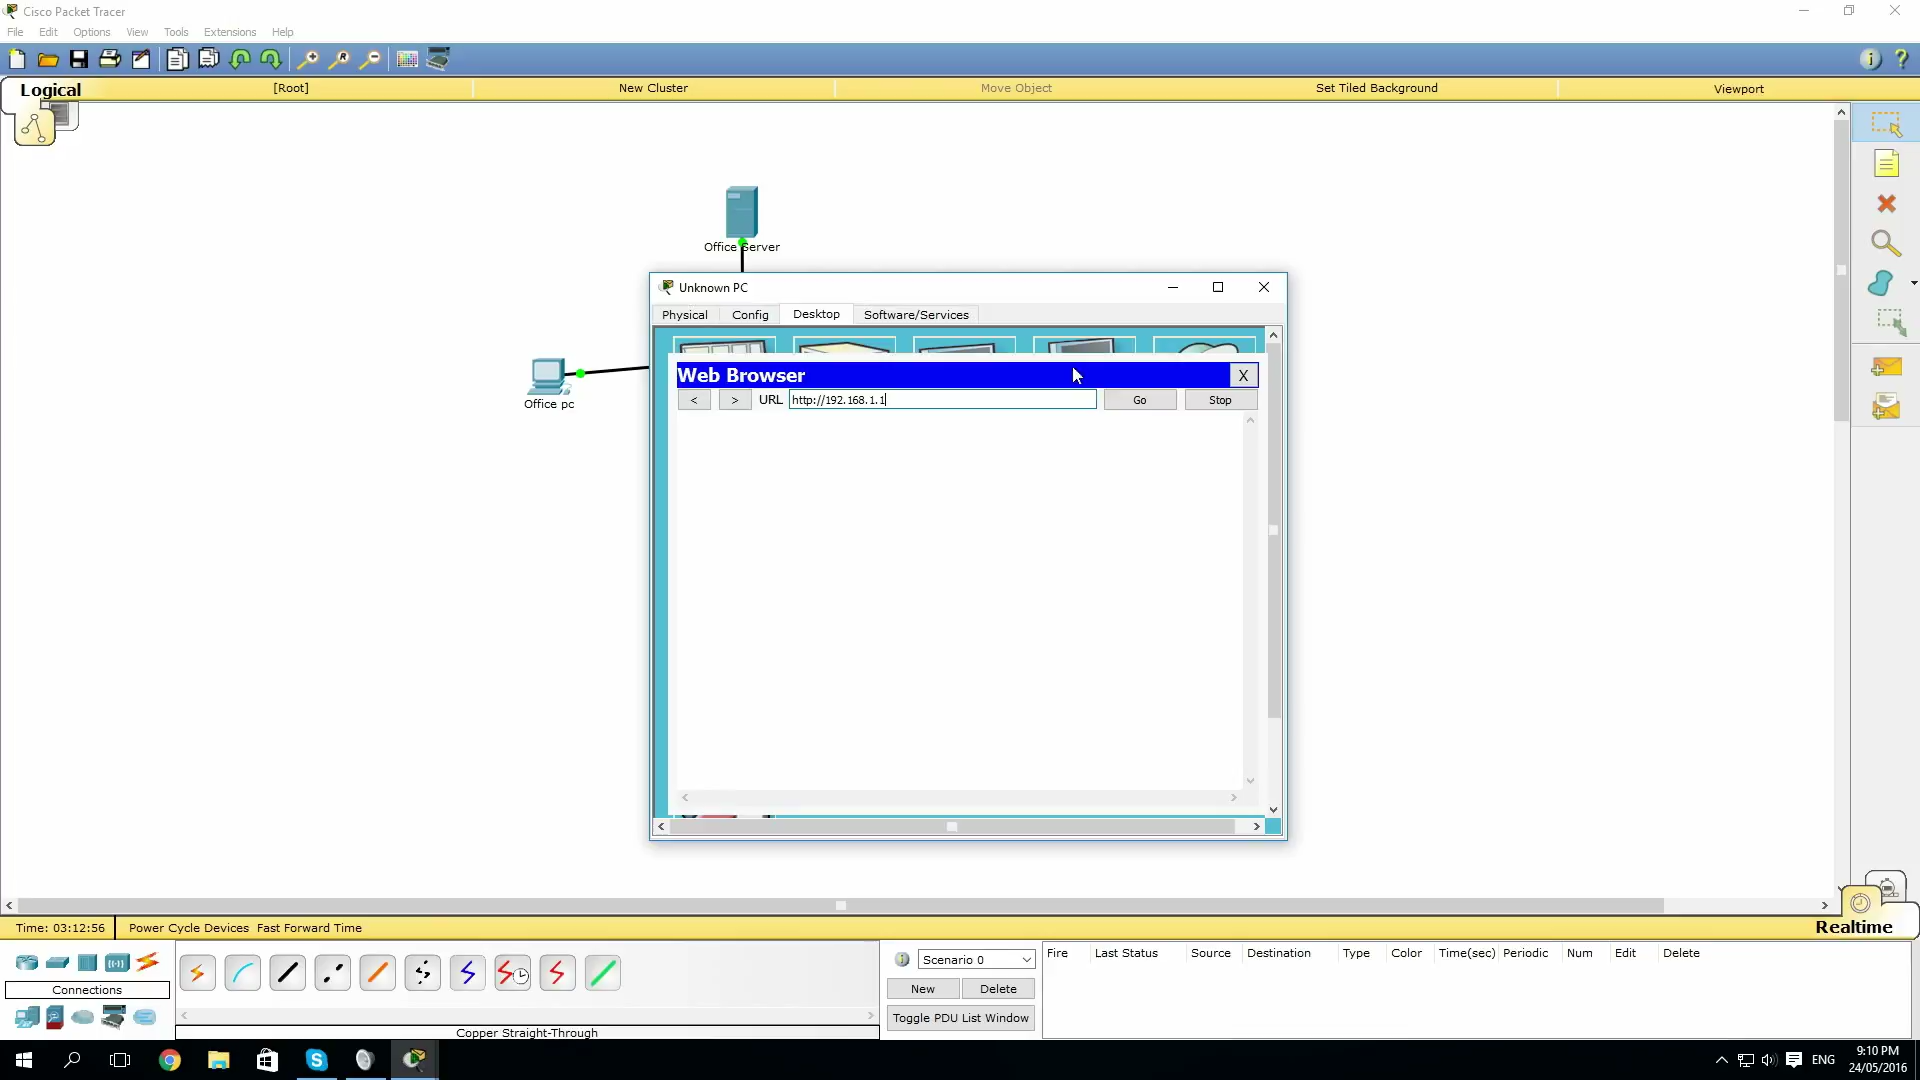 Cisco Packet Tracer
File Edit Options View Tools Extensions Help
Logical [Root] New Cluster Move Object Set Tiled Background Viewport
Office Server
Unknown PC
Physical Config Desktop Software/Services
Web Browser X
< > URL http://192.168.1.1 Go Stop
Office pc
Time: 03:12:56 Power Cycle Devices Fast Forward Time Realtime
Connections
Copper Straight-Through
Scenario 0
New Delete
Toggle PDU List Window
Fire Last Status Source Destination Type Color Time(sec) Periodic Num Edit Delete
ENG
9:10 PM
24/05/2016